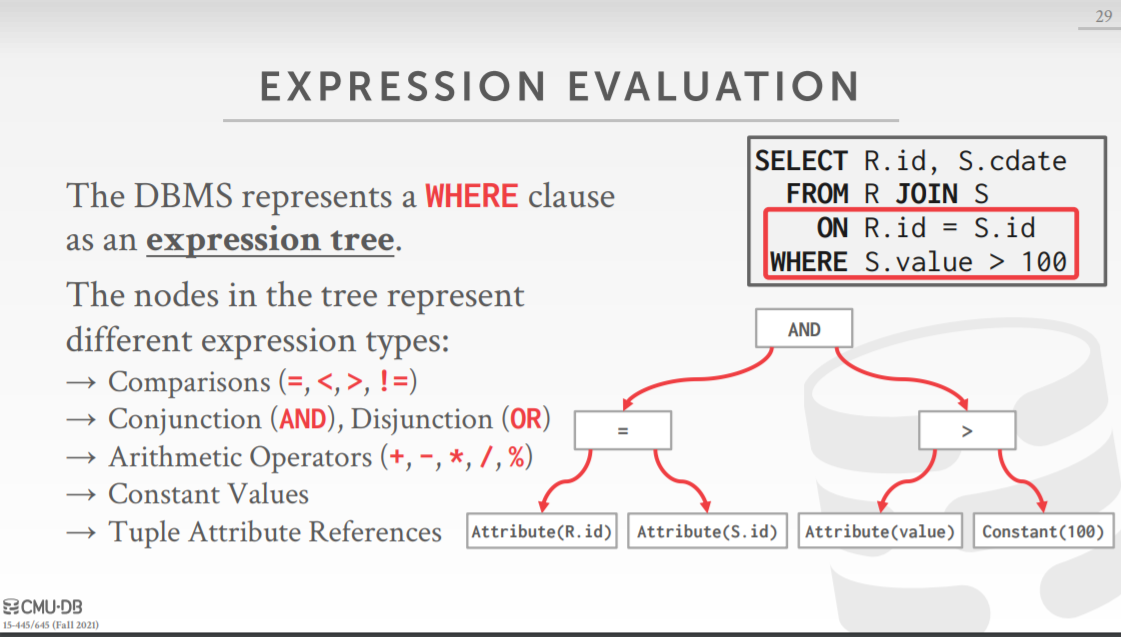 29
EXPRESSION EVALUATION
The DBMS represents a WHERE clause
as an expression tree.
The nodes in the tree represent
different expression types:
→ Comparisons (=, <, >, !=)
→ Conjunction (AND), Disjunction (OR)
→ Arithmetic Operators (+, -, *, /, %)
→ Constant Values
→ Tuple Attribute References
SELECT R.id, S.cdate
FROM R JOIN S
ON R.id = S.id
WHERE S.value > 100
AND
=
>
Attribute(R.id)
Attribute(S.id)
Attribute(value)
Constant(100)
CMU·DB
15-445/645 (Fall 2021)